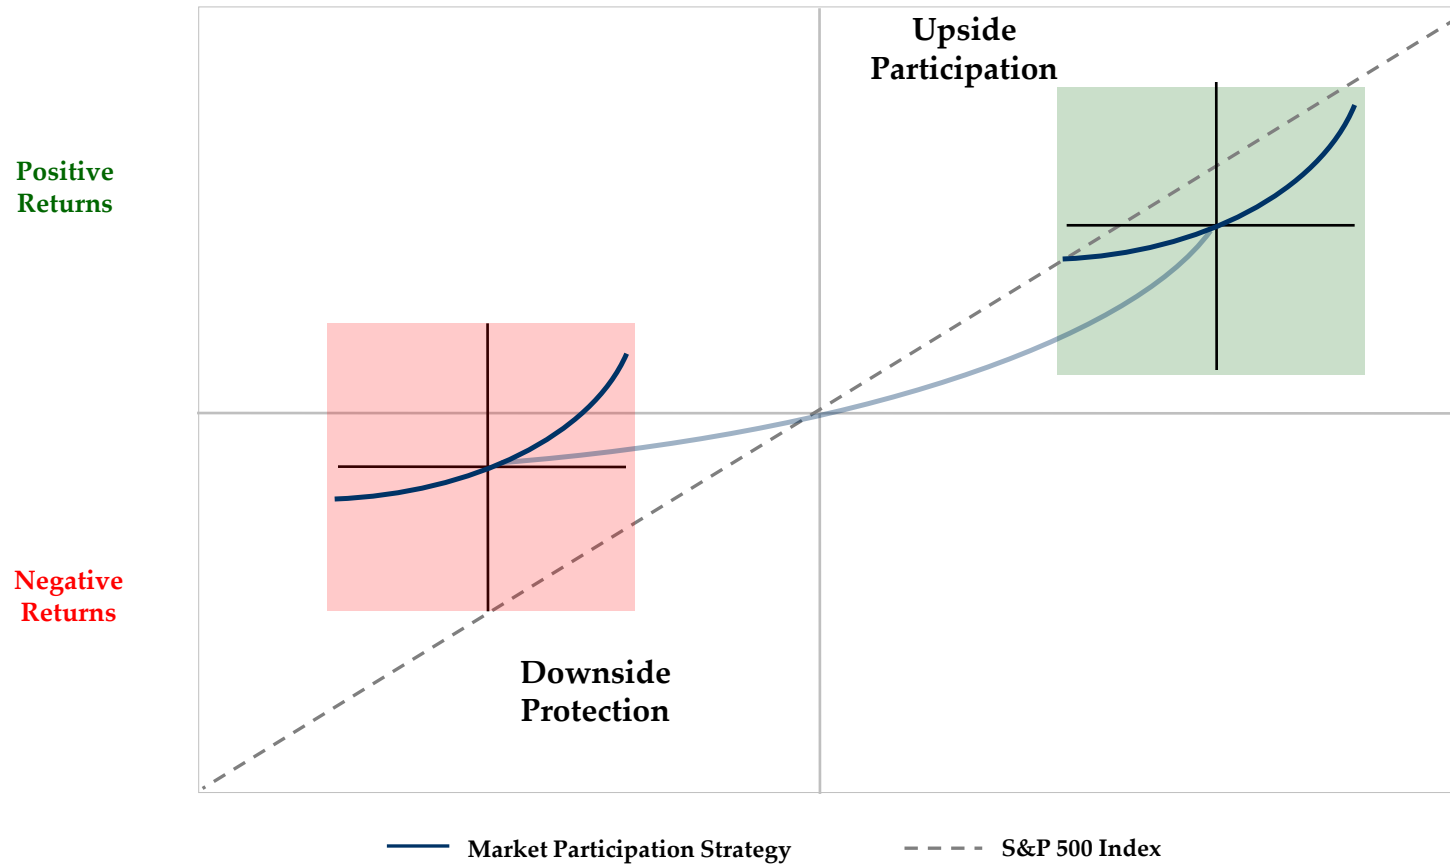 Upside
Participation
Positive
Returns
Negative
Returns
Downside
Protection
Market Participation Strategy
S&P 500 Index